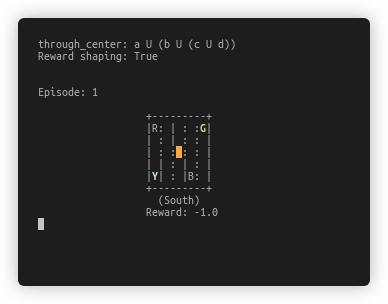 through_center: a U (b U (c U d))
Reward shaping: True
Episode: 1
+---------+
|R: | : :G|
| : | : : |
| : : : : |
| | : | : |
|Y| : |B: |
+---------+
(South)
Reward: -1.0